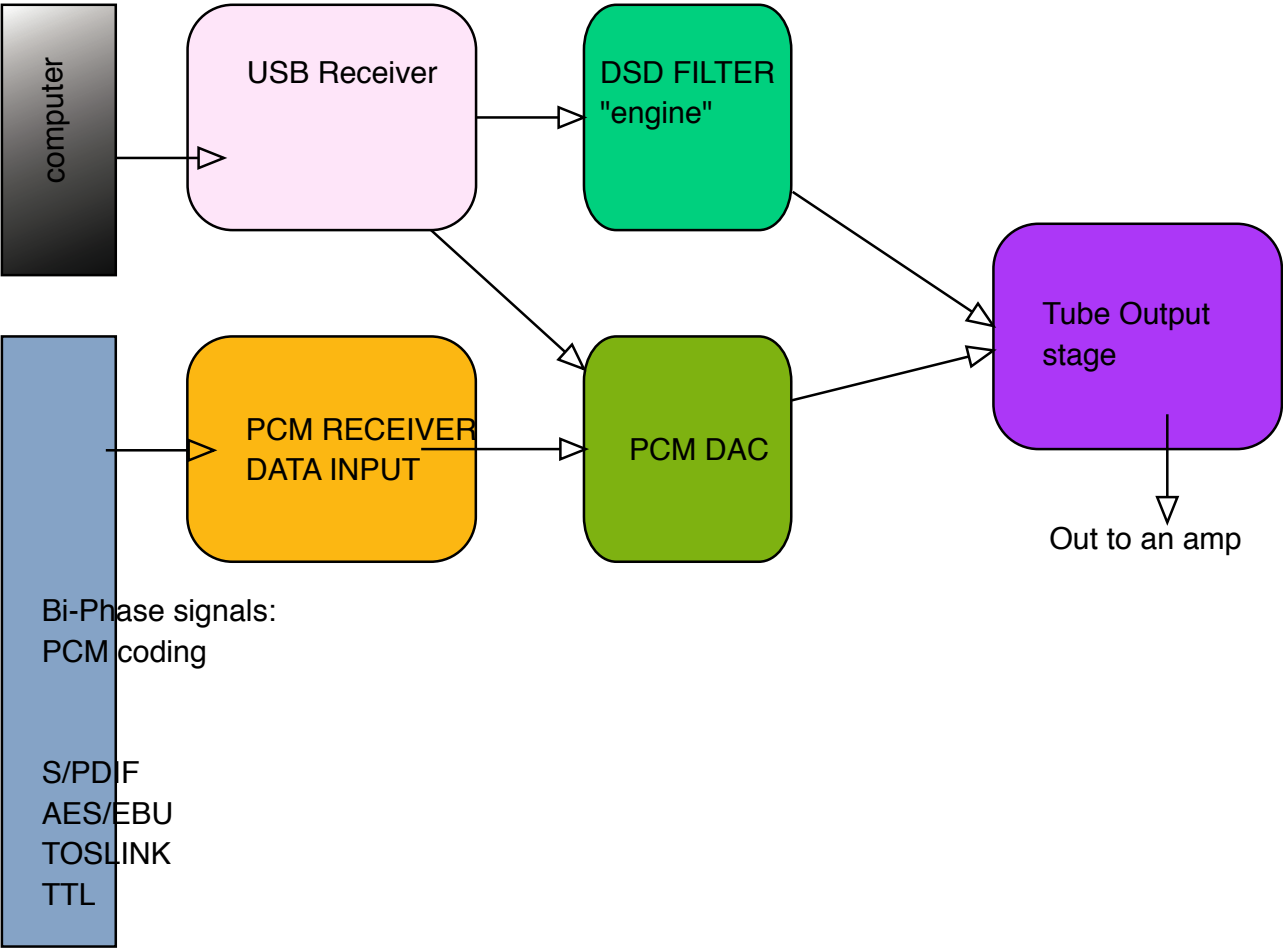 computer
USB Receiver
DSD FILTER
"engine"
Tube Output
stage
PCM RECEIVER
DATA INPUT
PCM DAC
Out to an amp
Bi-Phase signals:
PCM coding
S/PDIF
AES/EBU
TOSLINK
TTL